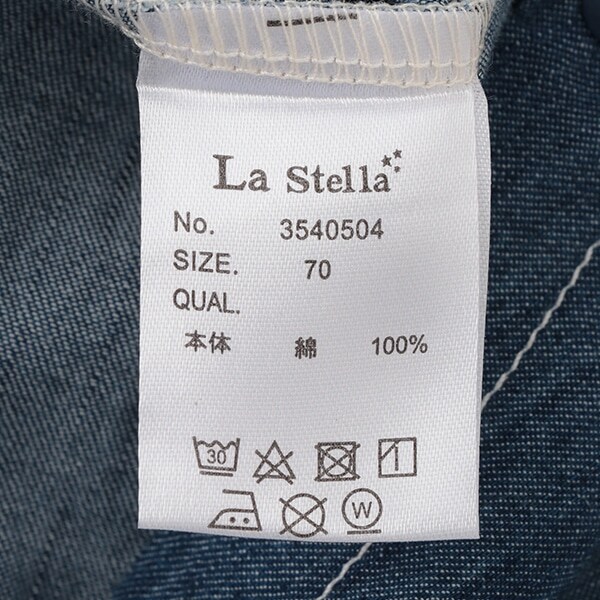 La Stella
No. 3540504
SIZE. 70
QUAL.
本体 綿 100%
30
W